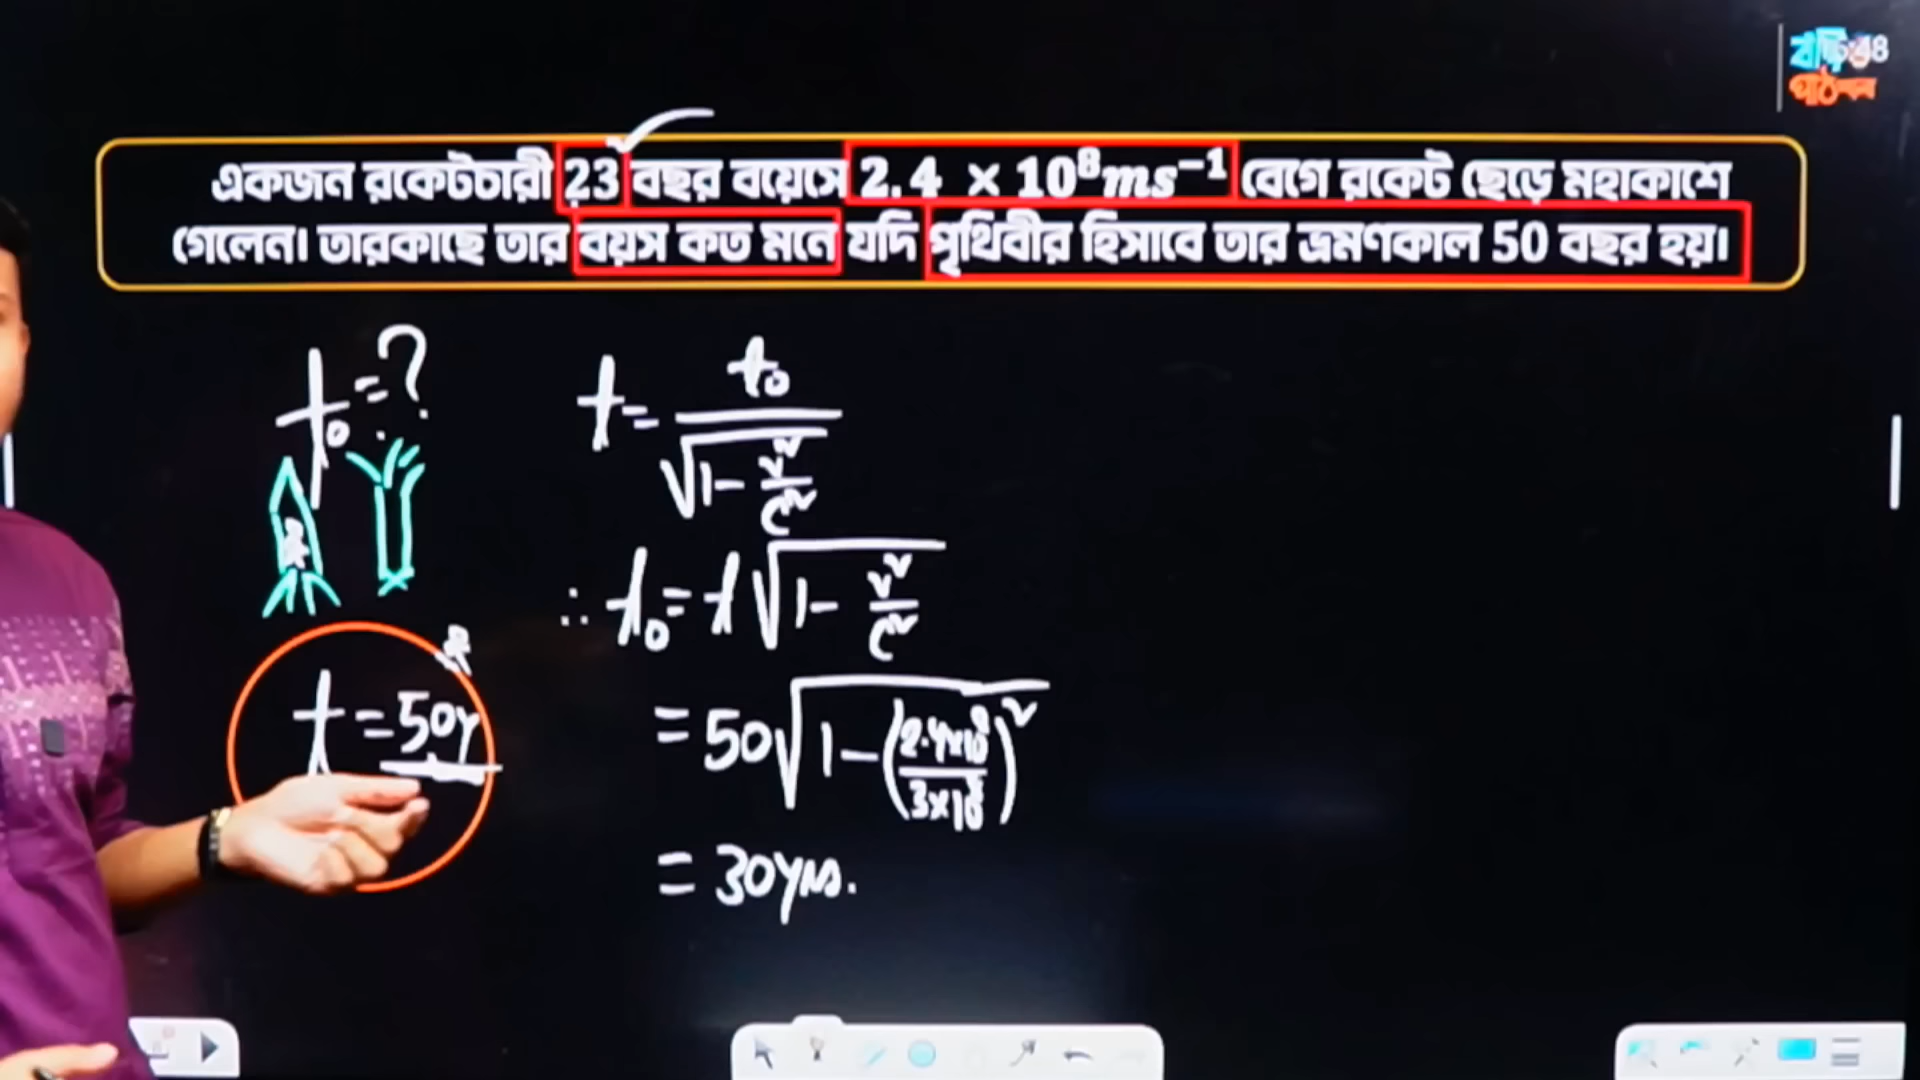 একজন রকেটচারী 23 বছর বয়েসে 2.4 × 10⁸ms⁻¹ বেগে রকেট ছেড়ে মহাকাশে
গেলেন। তারকাছে তার বয়স কত মনে যদি পৃথিবীর হিসাবে তার ভ্রমণকাল 50 বছর হয়।
t₀ = ?
t = t₀ / √(1 - v²/c²)
∴ t₀ = t √(1 - v²/c²)
t = 50y
= 50 √(1 - (2.4×10⁸ / 3×10⁸)²)
= 30 yrs.